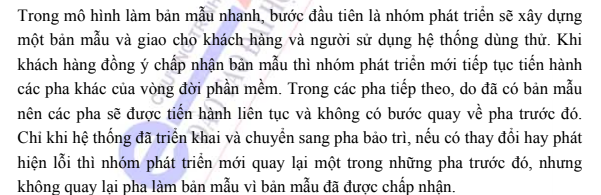 Trong mô hình làm bản mẫu nhanh, bước đầu tiên là nhóm phát triển sẽ xây dựng
một bản mẫu và giao cho khách hàng và người sử dụng hệ thống dùng thử. Khi
khách hàng đồng ý chấp nhận bản mẫu thì nhóm phát triển mới tiếp tục tiến hành
các pha khác của vòng đời phần mềm. Trong các pha tiếp theo, do đã có bản mẫu
nên các pha sẽ được tiến hành liên tục và không có bước quay về pha trước đó.
Chỉ khi hệ thống đã triển khai và chuyển sang pha bảo trì, nếu có thay đổi hay phát
hiện lỗi thì nhóm phát triển mới quay lại một trong những pha trước đó, nhưng
không quay lại pha làm bản mẫu vì bản mẫu đã được chấp nhận.